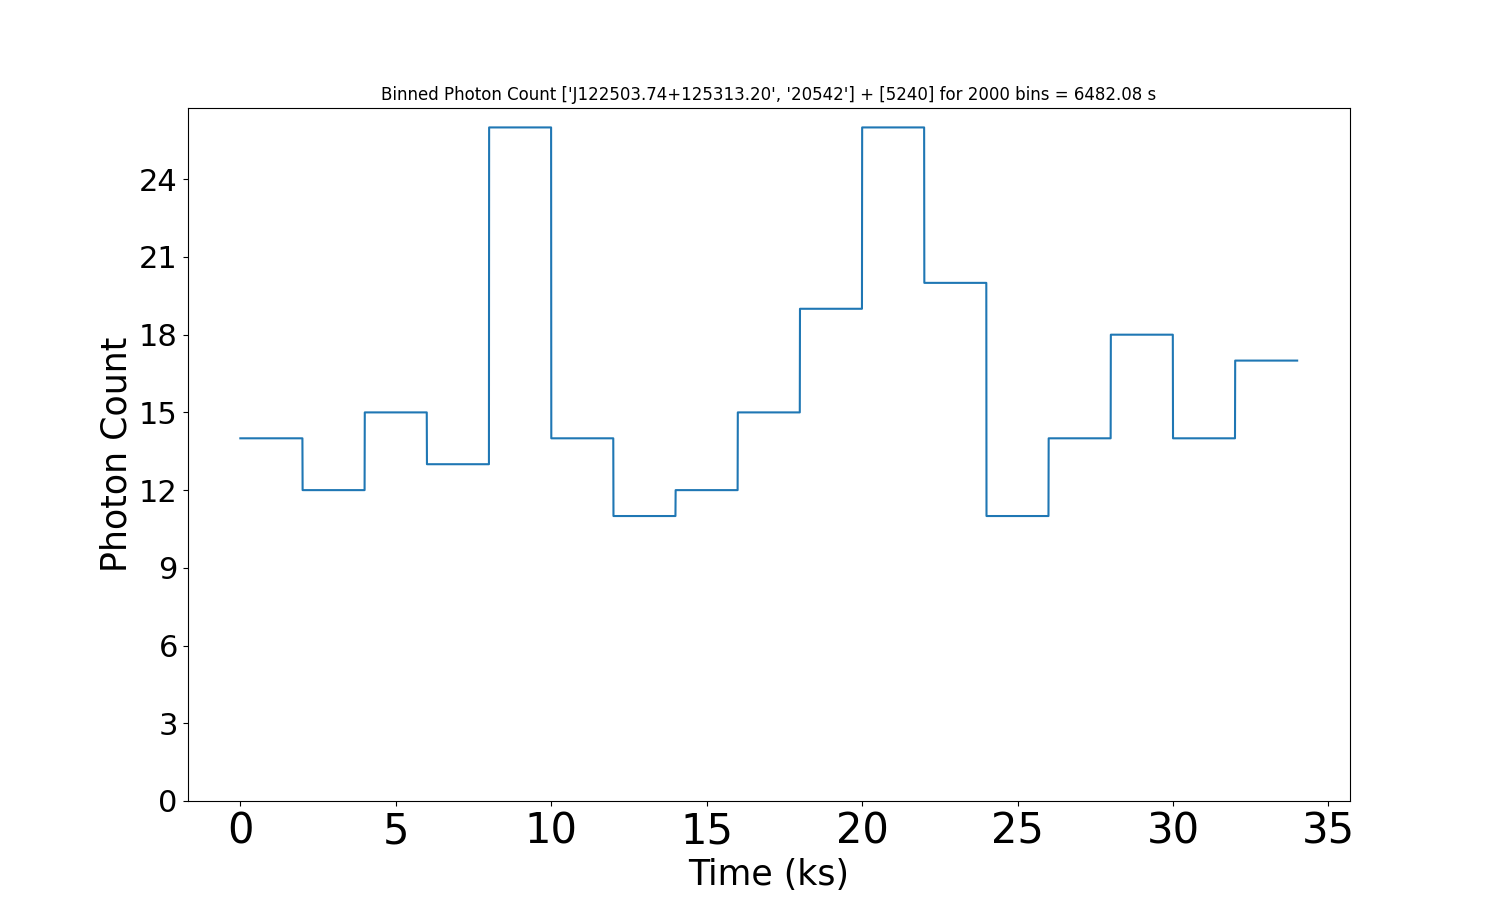 Binned Photon Count ['J122503.74+125313.20', '20542'] + [5240] for 2000 bins = 6482.08 s
24
21
18
15
12
9
6
3
0
Photon Count
0 5 10 15 20 25 30 35
Time (ks)